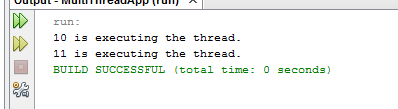 Output - MultiThreadApp (run)
run:
10 is executing the thread.
11 is executing the thread.
BUILD SUCCESSFUL (total time: 0 seconds)